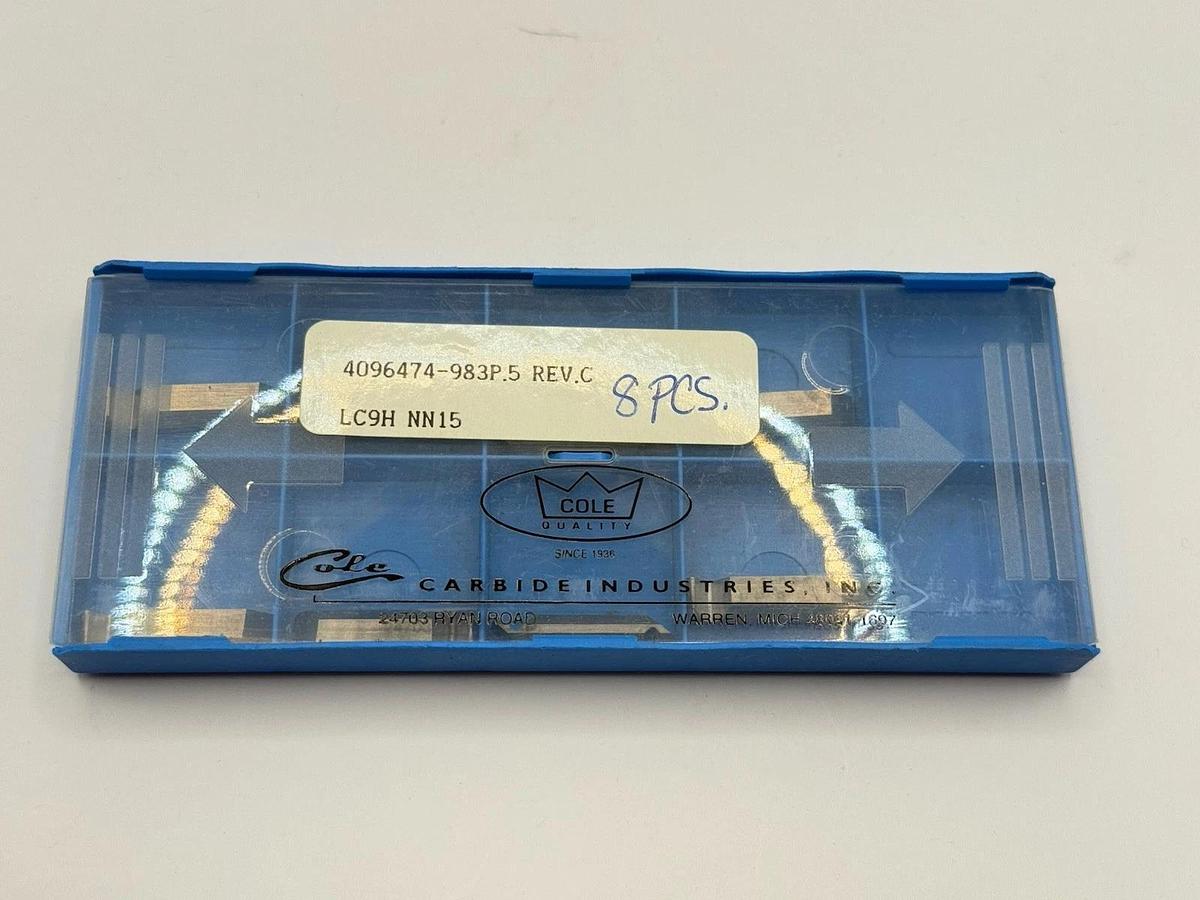 4096474-983P.5 REV.C
LC9H NN15
8 PCS.
COLE
QUALITY
SINCE 1936
Cole CARBIDE INDUSTRIES, INC.
24703 RYAN ROAD WARREN, MICH